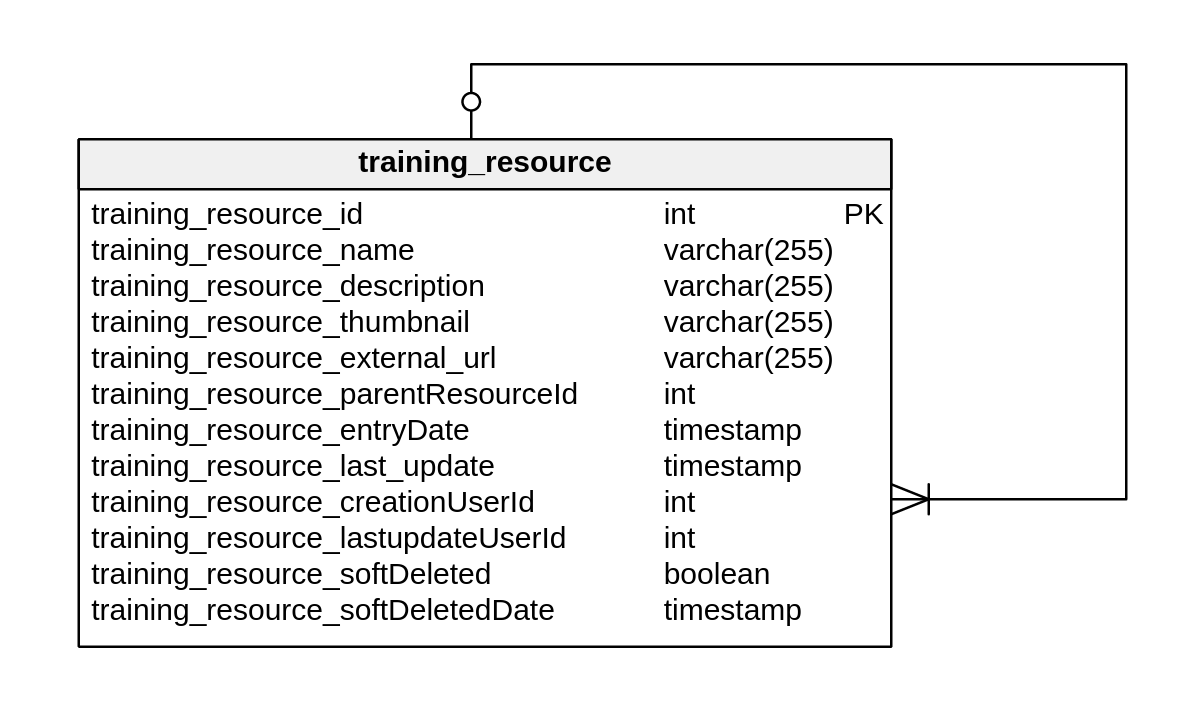 training_resource
training_resource_id int PK
training_resource_name varchar(255)
training_resource_description varchar(255)
training_resource_thumbnail varchar(255)
training_resource_external_url varchar(255)
training_resource_parentResourceId int
training_resource_entryDate timestamp
training_resource_last_update timestamp
training_resource_creationUserId int
training_resource_lastupdateUserId int
training_resource_softDeleted boolean
training_resource_softDeletedDate timestamp